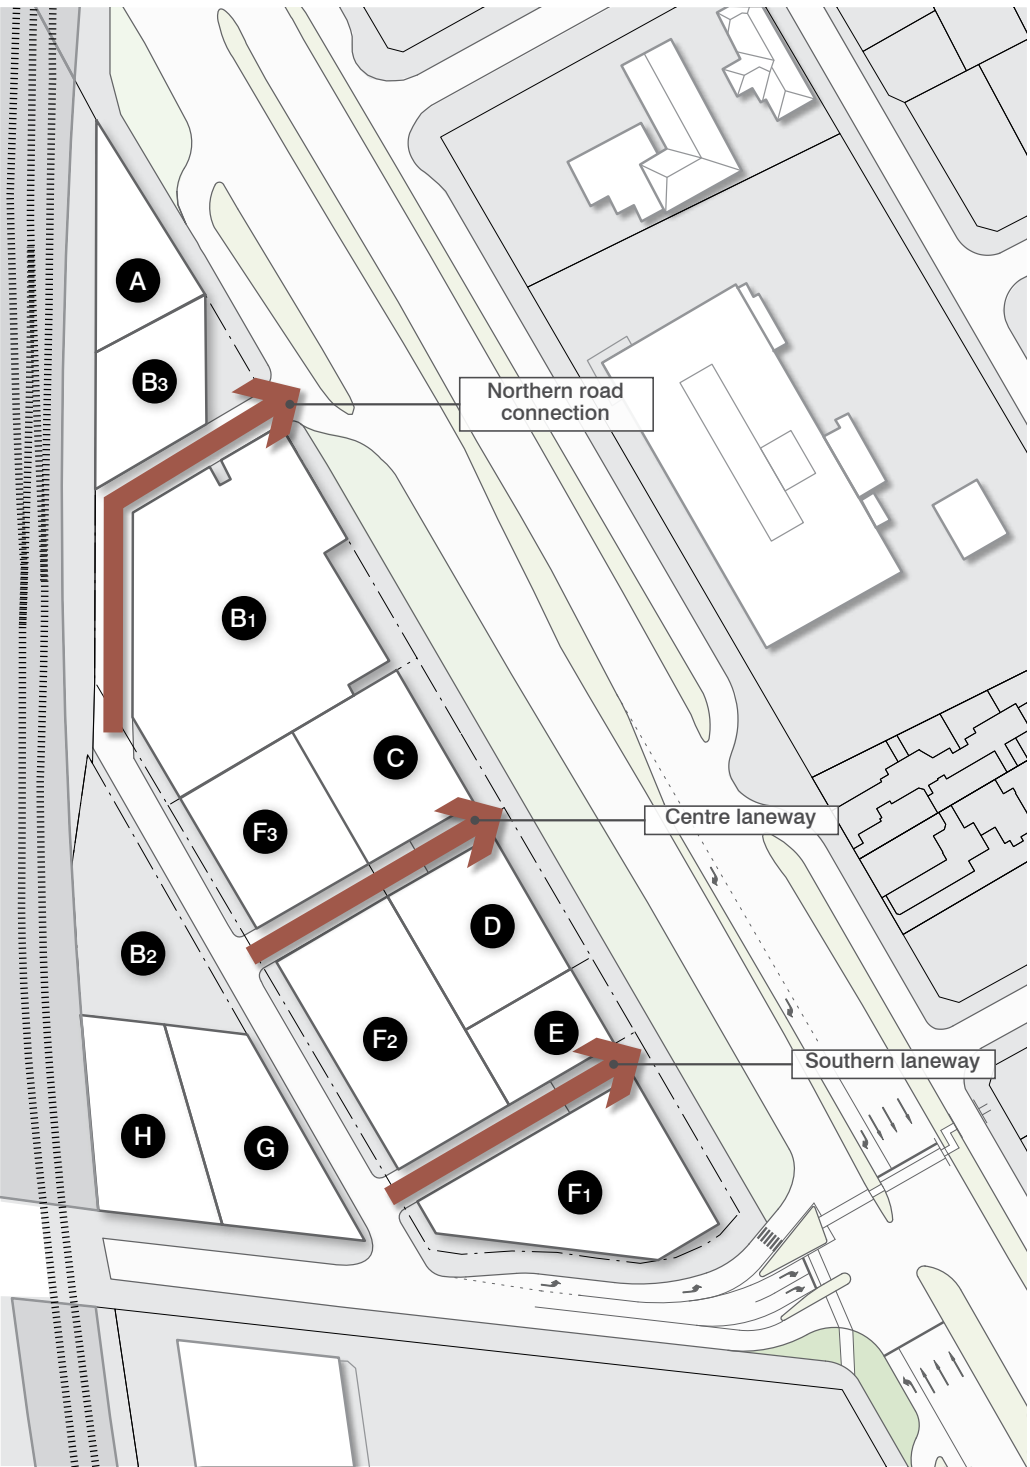 A
B3
Northern road
connection
B1
C
Centre laneway
F3
D
B2
F2
E
Southern laneway
H
G
F1